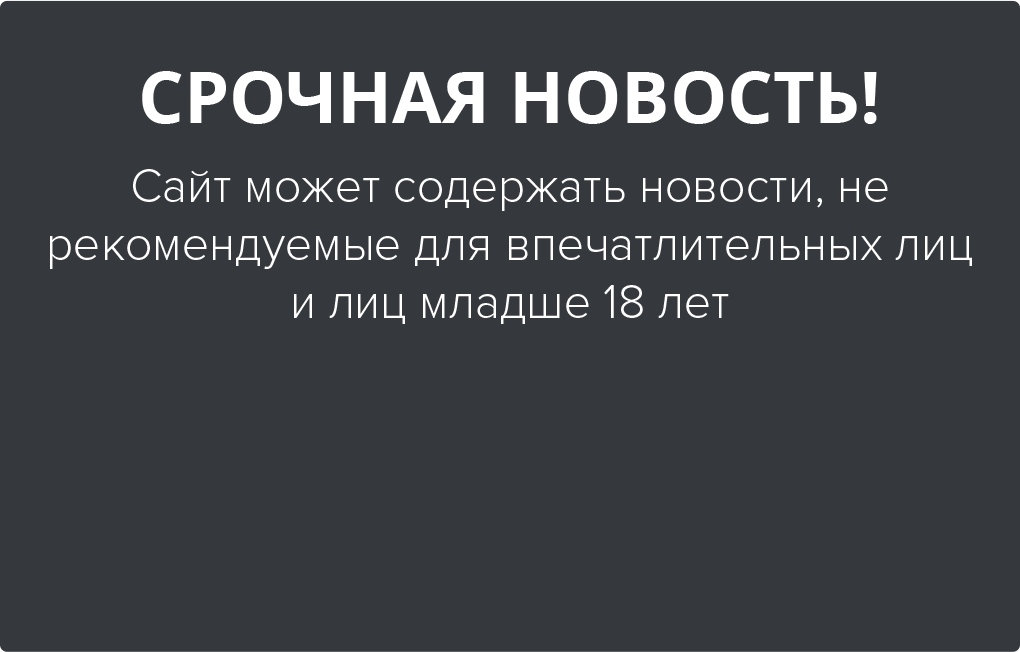 СРОЧНАЯ НОВОСТЬ!
Сайт может содержать новости, не
рекомендуемые для впечатлительных лиц
и лиц младше 18 лет